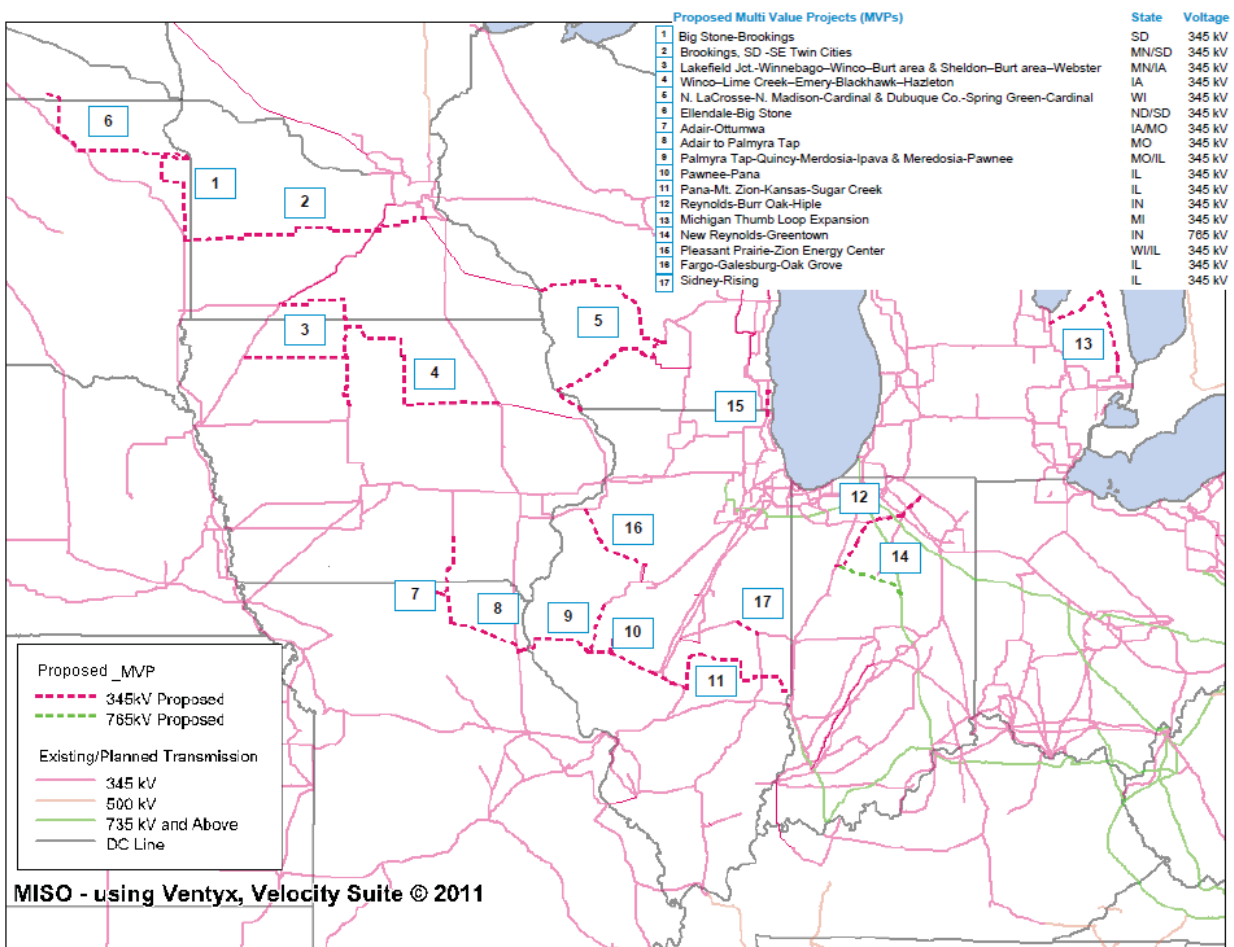 Proposed Multi Value Projects (MVPs) State Voltage
1 Big Stone-Brookings SD 345 kV
2 Brookings, SD -SE Twin Cities MN/SD 345 kV
3 Lakefield Jct.-Winnebago–Winco–Burt area & Sheldon–Burt area–Webster MN/IA 345 kV
4 Winco–Lime Creek–Emery-Blackhawk–Hazleton IA 345 kV
5 N. LaCrosse-N. Madison-Cardinal & Dubuque Co.-Spring Green-Cardinal WI 345 kV
6 Ellendale-Big Stone ND/SD 345 kV
7 Adair-Ottumwa IA/MO 345 kV
8 Adair to Palmyra Tap MO 345 kV
9 Palmyra Tap-Quincy-Merdosia-Ipava & Meredosia-Pawnee MO/IL 345 kV
10 Pawnee-Pana IL 345 kV
11 Pana-Mt. Zion-Kansas-Sugar Creek IL 345 kV
12 Reynolds-Burr Oak-Hiple IN 345 kV
13 Michigan Thumb Loop Expansion MI 345 kV
14 New Reynolds-Greentown IN 765 kV
15 Pleasant Prairie-Zion Energy Center WI/IL 345 kV
16 Fargo-Galesburg-Oak Grove IL 345 kV
17 Sidney-Rising IL 345 kV
6
1
2
3
5
13
4
15
12
16
14
7
8
9
10
17
11
Proposed _MVP
345kV Proposed
765kV Proposed
Existing/Planned Transmission
345 kV
500 kV
735 kV and Above
DC Line
MISO - using Ventyx, Velocity Suite © 2011